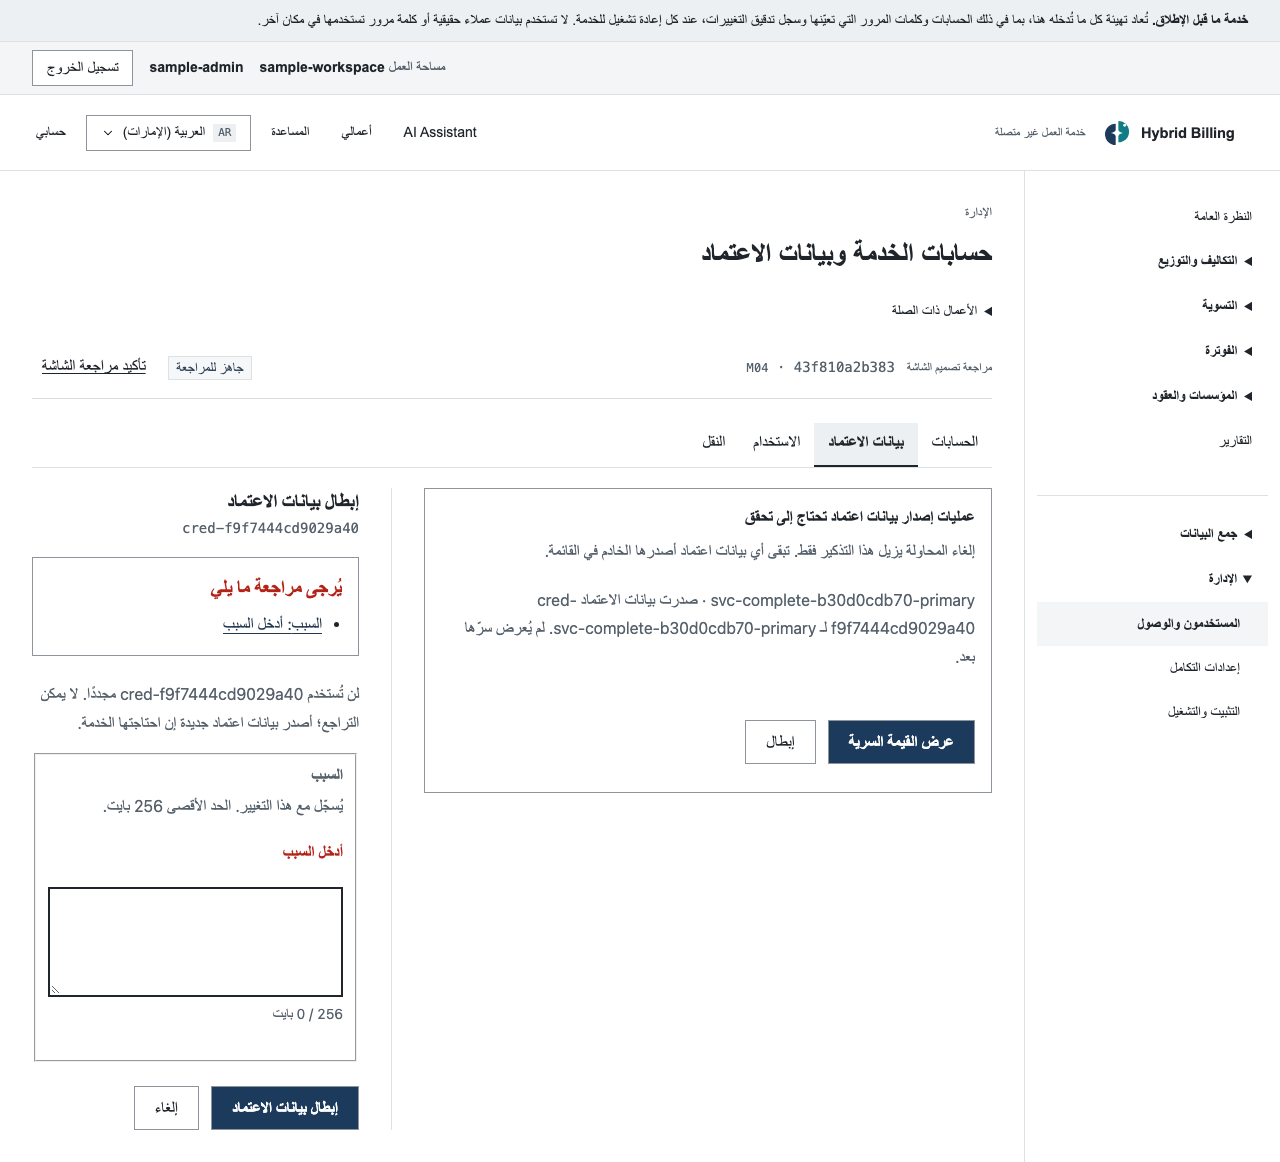 خدمة ما قبل الإطلاق. تُعاد تهيئة كل ما تُدخله هنا، بما في ذلك الحسابات وكلمات المرور التي تعيّنها وسجل تدقيق التغييرات، عند كل إعادة تشغيل للخدمة. لا تستخدم بيانات عملاء حقيقية أو كلمة مرور تستخدمها في مكان آخر.
مساحة العمل sample-workspace
sample-admin
تسجيل الخروج
Hybrid Billing
خدمة العمل غير متصلة
AI Assistant
أعمالي
المساعدة
AR العربية (الإمارات)
حسابي
النظرة العامة
التكاليف والتوزيع
التسوية
الفوترة
المؤسسات والعقود
التقارير
جمع البيانات
الإدارة
المستخدمون والوصول
إعدادات التكامل
التثبيت والتشغيل
الإدارة
حسابات الخدمة وبيانات الاعتماد
الأعمال ذات الصلة
مراجعة تصميم الشاشة 43f810a2b383 · M04
جاهز للمراجعة
تأكيد مراجعة الشاشة
الحسابات
بيانات الاعتماد
الاستخدام
النقل
عمليات إصدار بيانات اعتماد تحتاج إلى تحقق
إلغاء المحاولة يزيل هذا التذكير فقط. تبقى أي بيانات اعتماد أصدرها الخادم في القائمة.
svc-complete-b30d0cdb70-primary · صدرت بيانات الاعتماد cred-
f9f7444cd9029a40 لـ svc-complete-b30d0cdb70-primary. لم يُعرض سرّها
بعد.
عرض القيمة السرية
إبطال
إبطال بيانات الاعتماد
cred-f9f7444cd9029a40
يُرجى مراجعة ما يلي
السبب: أدخل السبب
لن تُستخدم cred-f9f7444cd9029a40 مجددًا. لا يمكن
التراجع؛ أصدر بيانات اعتماد جديدة إن احتاجتها الخدمة.
السبب
يُسجّل مع هذا التغيير. الحد الأقصى 256 بايت.
أدخل السبب
256 / 0 بايت
إبطال بيانات الاعتماد
إلغاء